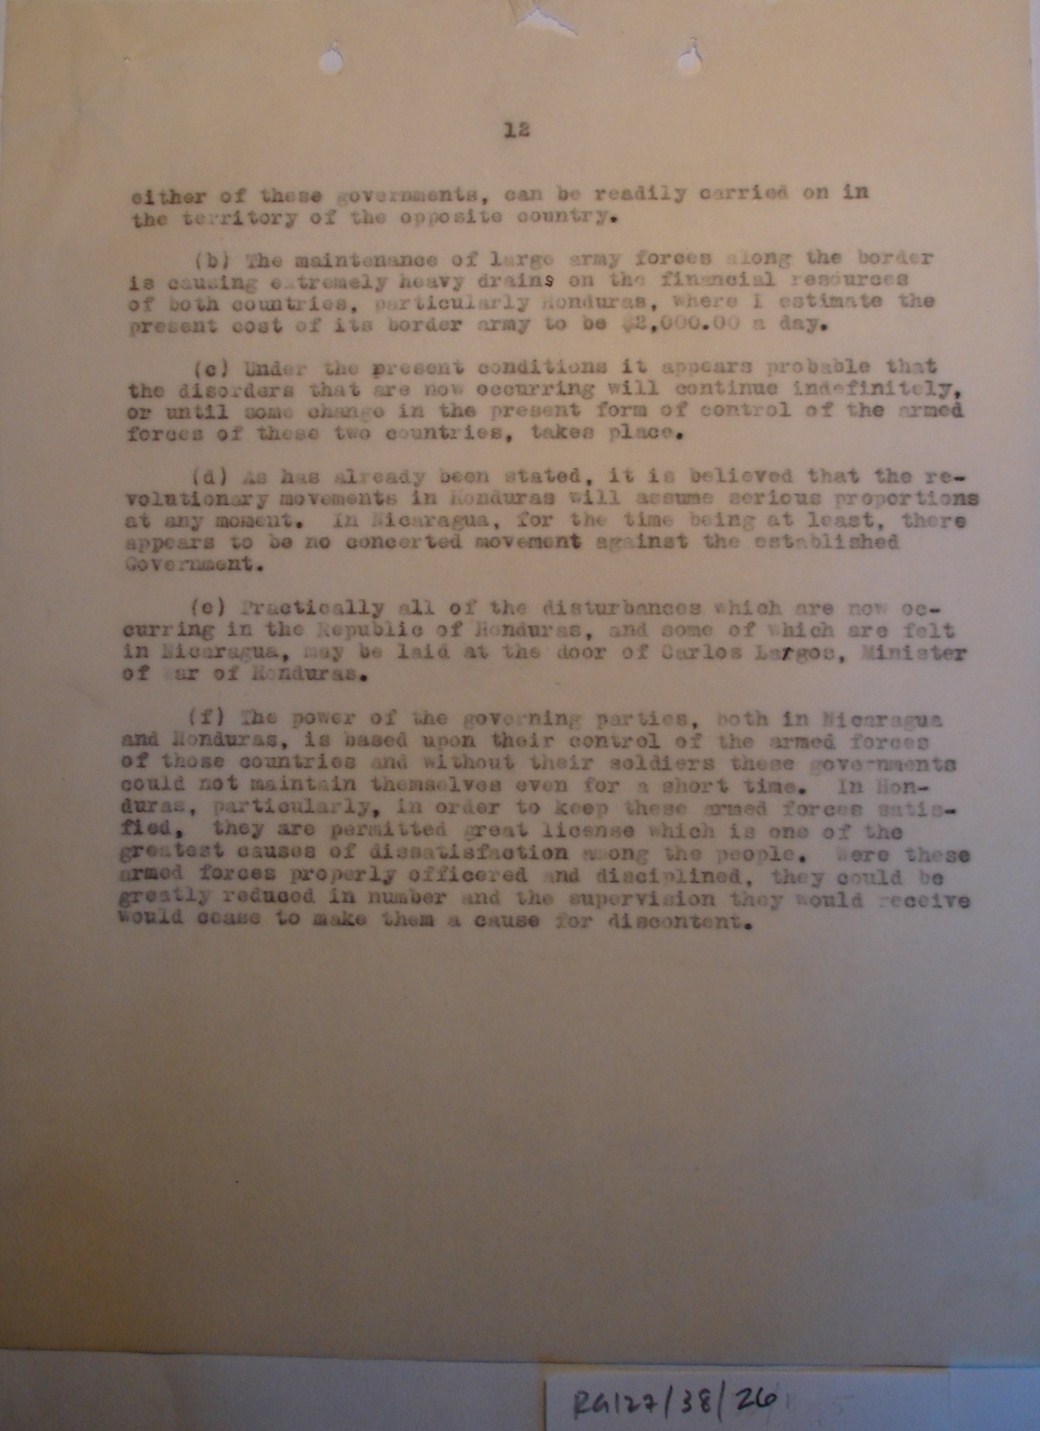 12
either of these governments, can be readily carried on in
the territory of the opposite country.
(b) The maintenance of large army forces along the border
is causing extremely heavy drains on the financial resources
of both countries, particularly Honduras, where I estimate the
present cost of its border army to be $2,000.00 a day.
(c) Under the present conditions it appears probable that
the disorders that are now occurring will continue indefinitely,
or until some change in the present form of control of the armed
forces of these two countries, takes place.
(d) As has already been stated, it is believed that the re-
volutionary movements in Honduras will assume serious proportions
at any moment. In Nicaragua, for the time being at least, there
appears to be no concerted movement against the established
Government.
(e) Practically all of the disturbances which are now oc-
curring in the Republic of Honduras, and some of which are felt
in Nicaragua, may be laid at the door of Carlos Largos, Minister
of War of Honduras.
(f) The power of the governing parties, both in Nicaragua
and Honduras, is based upon their control of the armed forces
of those countries and without their soldiers these governments
could not maintain themselves even for a short time. In Hon-
duras, particularly, in order to keep these armed forces satis-
fied, they are permitted great license which is one of the
greatest causes of dissatisfaction among the people. Were these
armed forces properly officered and disciplined, they could be
greatly reduced in number and the supervision they would receive
would cease to make them a cause for discontent.
RG127/38/26